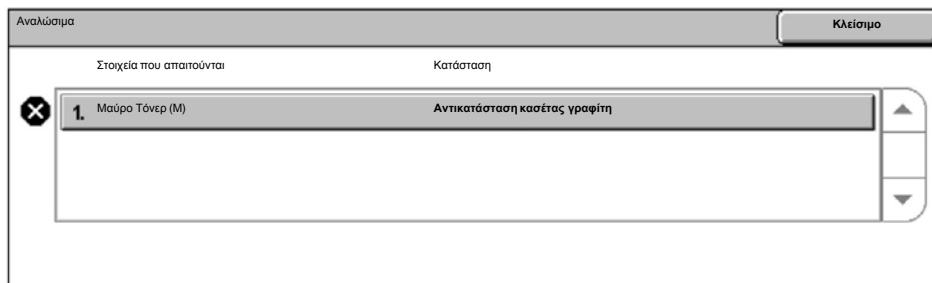 Αναλώσιμα
Κλείσιμο
Στοιχεία που απαιτούνται Κατάσταση
1. Μαύρο Τόνερ (M) Αντικατάσταση κασέτας γραφίτη